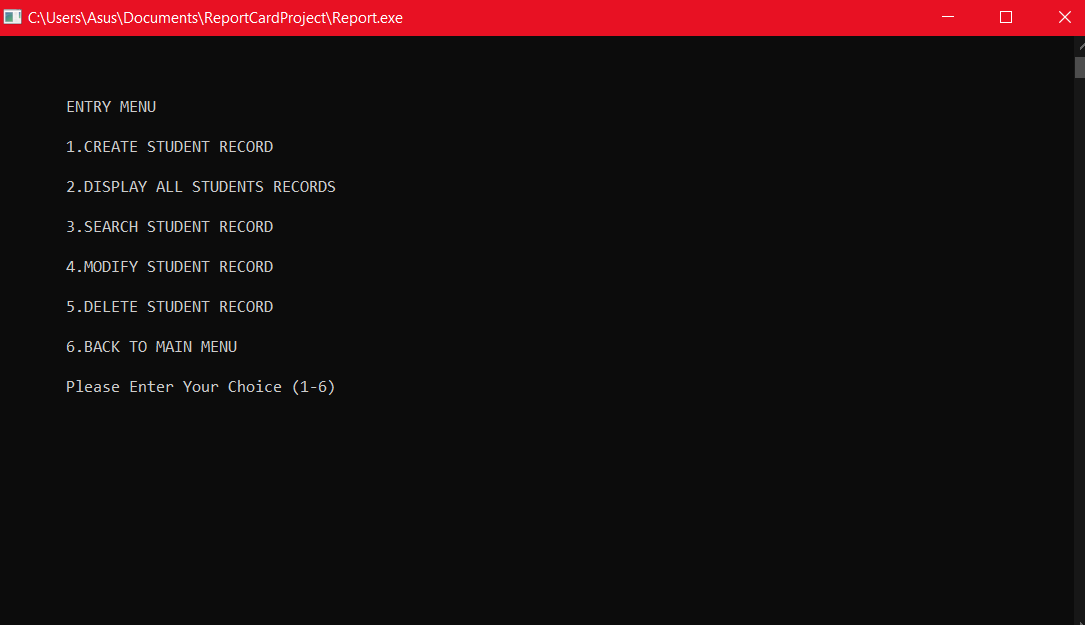 C:\Users\Asus\Documents\ReportCardProject\Report.exe
ENTRY MENU
1.CREATE STUDENT RECORD
2.DISPLAY ALL STUDENTS RECORDS
3.SEARCH STUDENT RECORD
4.MODIFY STUDENT RECORD
5.DELETE STUDENT RECORD
6.BACK TO MAIN MENU
Please Enter Your Choice (1-6)